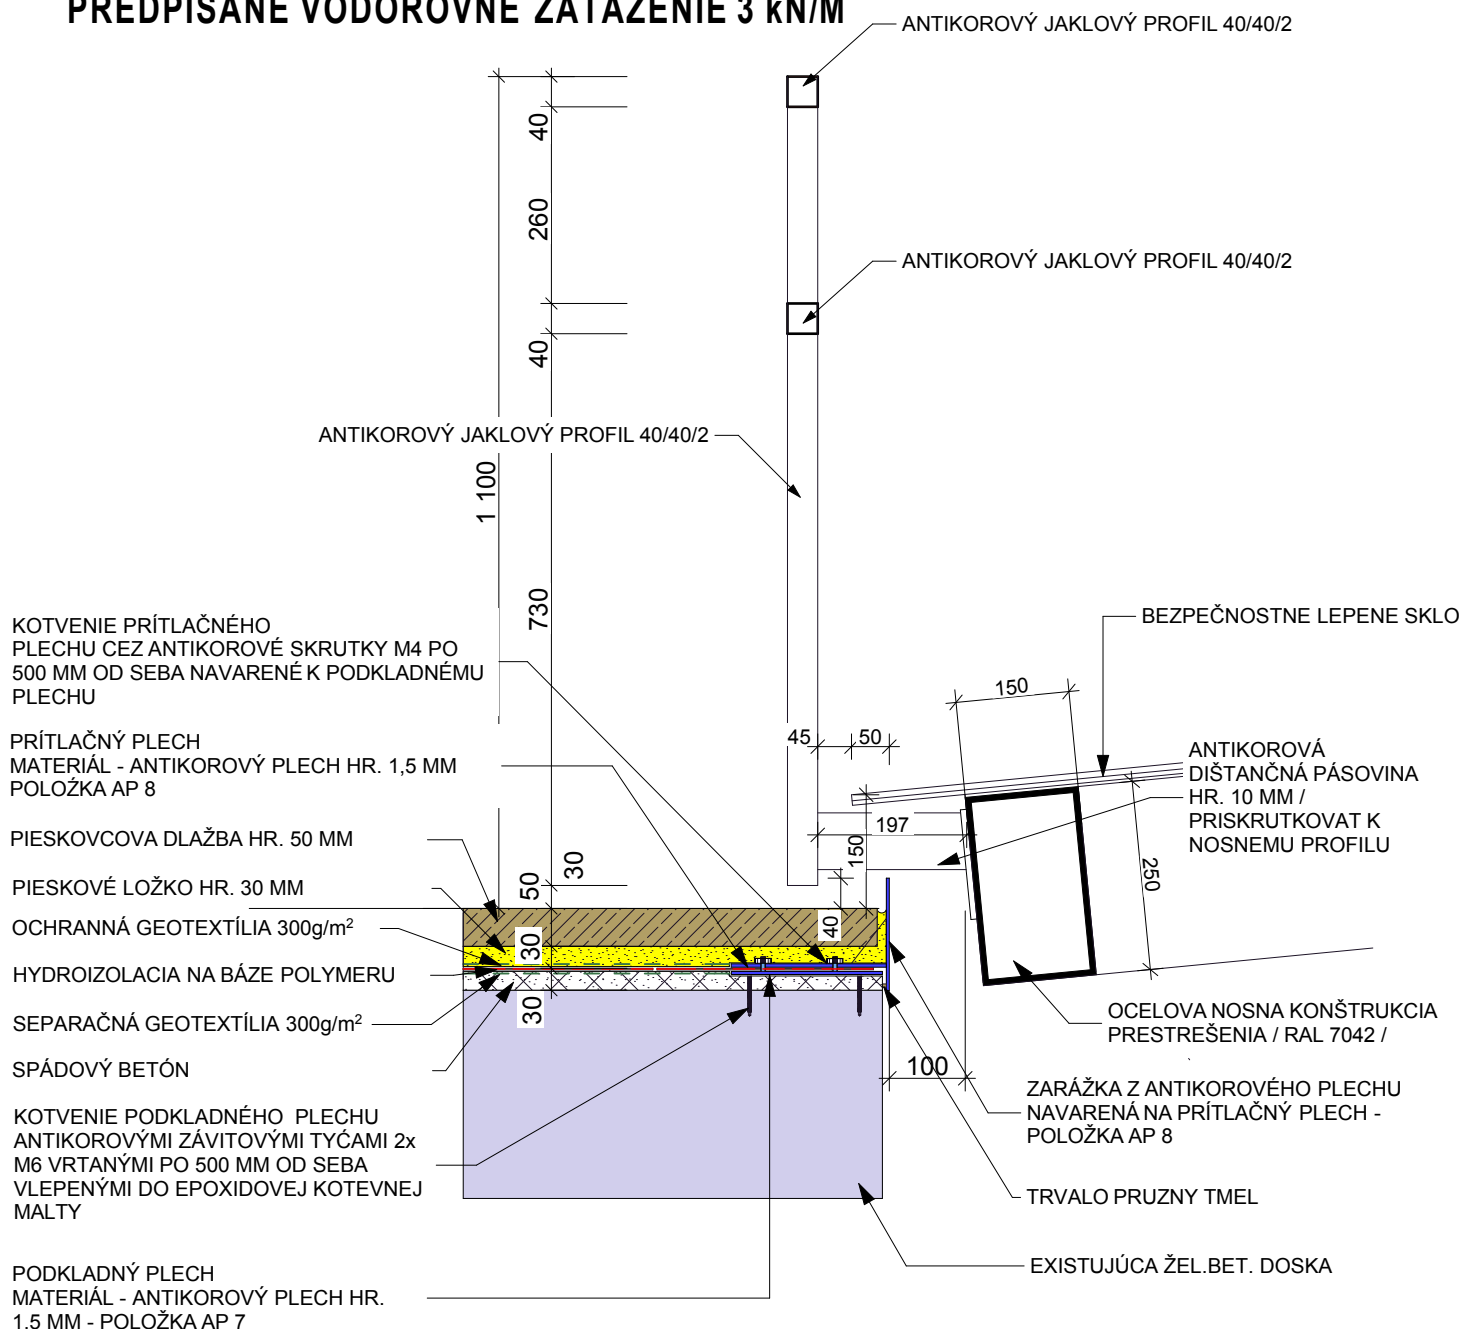 PREDPÍSANÉ VODOROVNÉ ZAŤAŽENIE 3 kN/M
ANTIKOROVÝ JAKLOVÝ PROFIL 40/40/2
40
260
ANTIKOROVÝ JAKLOVÝ PROFIL 40/40/2
40
ANTIKOROVÝ JAKLOVÝ PROFIL 40/40/2
1 100
730
KOTVENIE PRÍTLAČNÉHO
PLECHU CEZ ANTIKOROVÉ SKRUTKY M4 PO
500 MM OD SEBA NAVARENÉ K PODKLADNÉMU
PLECHU
BEZPEČNOSTNE LEPENE SKLO
150
45
50
PRÍTLAČNÝ PLECH
MATERIÁL - ANTIKOROVÝ PLECH HR. 1,5 MM
POLOŽKA AP 8
ANTIKOROVÁ
DIŠTANČNÁ PÁSOVINA
HR. 10 MM /
PRISKRUTKOVAT K
NOSNEMU PROFILU
197
150
250
PIESKOVCOVA DLAŽBA HR. 50 MM
30
50
PIESKOVÉ LOŽKO HR. 30 MM
40
OCHRANNÁ GEOTEXTÍLIA 300g/m²
30
HYDROIZOLACIA NA BÁZE POLYMERU
30
SEPARAČNÁ GEOTEXTÍLIA 300g/m²
OCELOVA NOSNA KONŠTRUKCIA
PRESTREŠENIA / RAL 7042 /
SPÁDOVÝ BETÓN
100
ZARÁŽKA Z ANTIKOROVÉHO PLECHU
NAVARENÁ NA PRÍTLAČNÝ PLECH -
POLOŽKA AP 8
KOTVENIE PODKLADNÉHO PLECHU
ANTIKOROVÝMI ZÁVITOVÝMI TYĆAMI 2x
M6 VRTANÝMI PO 500 MM OD SEBA
VLEPENÝMI DO EPOXIDOVEJ KOTEVNEJ
MALTY
TRVALO PRUZNY TMEL
EXISTUJÚCA ŽEL.BET. DOSKA
PODKLADNÝ PLECH
MATERIÁL - ANTIKOROVÝ PLECH HR.
1,5 MM - POLOŽKA AP 7